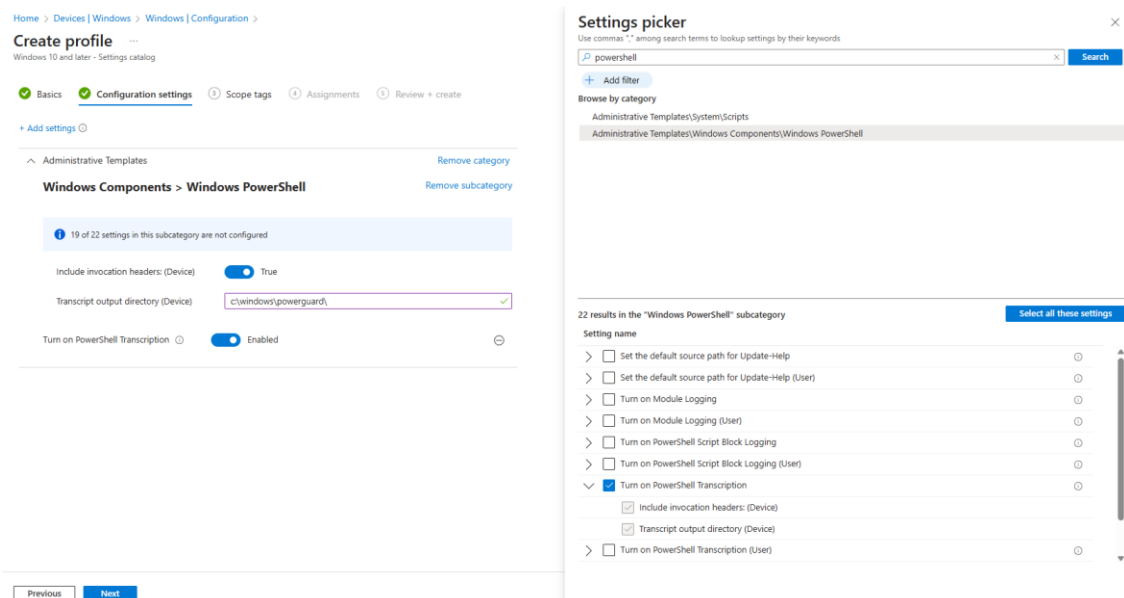 Home > Devices | Windows > Windows | Configuration >
Create profile ...
Windows 10 and later - Settings catalog
Basics
Configuration settings
3 Scope tags
4 Assignments
5 Review + create
+ Add settings
Administrative Templates
Remove category
Windows Components > Windows PowerShell
Remove subcategory
19 of 22 settings in this subcategory are not configured
Include invocation headers: (Device)
True
Transcript output directory (Device)
c:\windows\powerguard\
Turn on PowerShell Transcription
Enabled
Previous
Next
Settings picker
Use commas "," among search terms to lookup settings by their keywords
powershell
Search
+ Add filter
Browse by category
Administrative Templates\System\Scripts
Administrative Templates\Windows Components\Windows PowerShell
22 results in the "Windows PowerShell" subcategory
Select all these settings
Setting name
Set the default source path for Update-Help
Set the default source path for Update-Help (User)
Turn on Module Logging
Turn on Module Logging (User)
Turn on PowerShell Script Block Logging
Turn on PowerShell Script Block Logging (User)
Turn on PowerShell Transcription
Include invocation headers: (Device)
Transcript output directory (Device)
Turn on PowerShell Transcription (User)